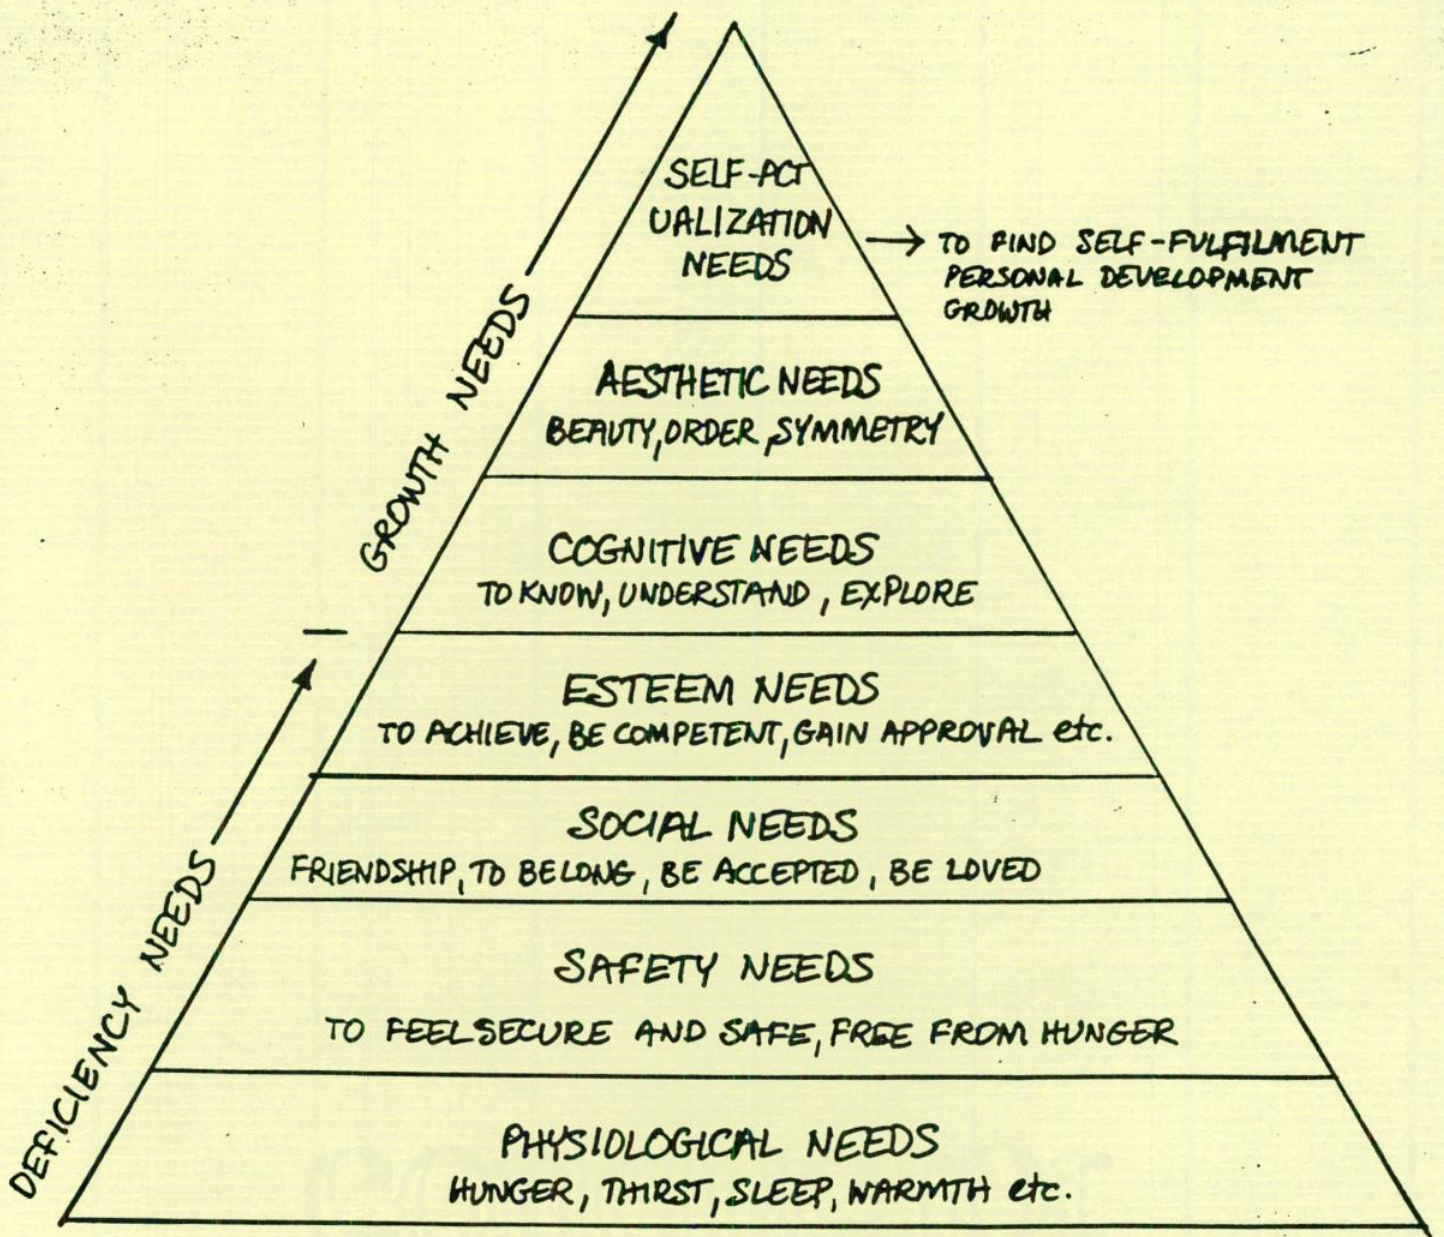 SELF-ACT
UALIZATION
NEEDS
→ TO FIND SELF-FULFILMENT
PERSONAL DEVELOPMENT
GROWTH
AESTHETIC NEEDS
BEAUTY, ORDER, SYMMETRY
COGNITIVE NEEDS
TO KNOW, UNDERSTAND, EXPLORE
ESTEEM NEEDS
TO ACHIEVE, BE COMPETENT, GAIN APPROVAL etc.
SOCIAL NEEDS
FRIENDSHIP, TO BELONG, BE ACCEPTED, BE LOVED
SAFETY NEEDS
TO FEEL SECURE AND SAFE, FREE FROM HUNGER
PHYSIOLOGICAL NEEDS
HUNGER, THIRST, SLEEP, WARMTH etc.
GROWTH NEEDS
DEFICIENCY NEEDS